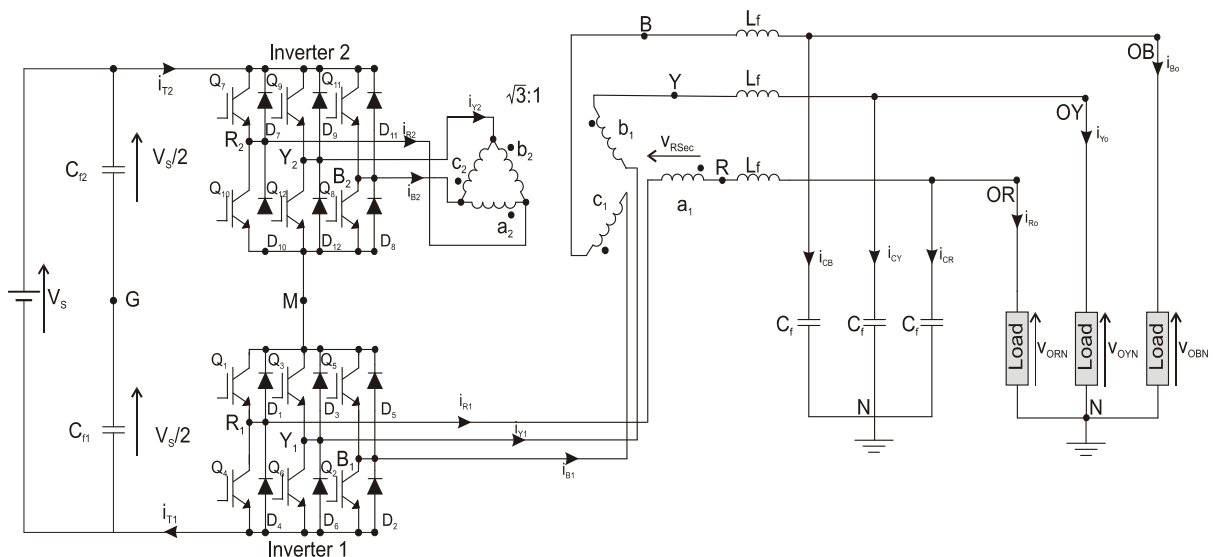 Inverter 2
i_T2
Q_7
Q_9
Q_11
√3:1
i_Y2
i_R2
D_7
D_9
D_11
R_2
Y_2
B_2
b_2
c_2
a_2
C_f2
V_S/2
Q_10
Q_12
Q_8
i_B2
D_10
D_12
D_8
V_S
G
M
C_f1
V_S/2
Q_1
Q_3
Q_5
D_1
D_3
D_5
R_1
Y_1
B_1
i_R1
i_Y1
i_B1
Q_4
Q_6
Q_2
D_4
D_6
D_2
i_T1
Inverter 1
B
L_f
OB
i_Bo
Y
L_f
OY
i_Yo
b_1
v_RSec
R
L_f
OR
i_Ro
c_1
a_1
i_CB
i_CY
i_CR
C_f
C_f
C_f
Load
v_ORN
Load
v_OYN
Load
v_OBN
N
N